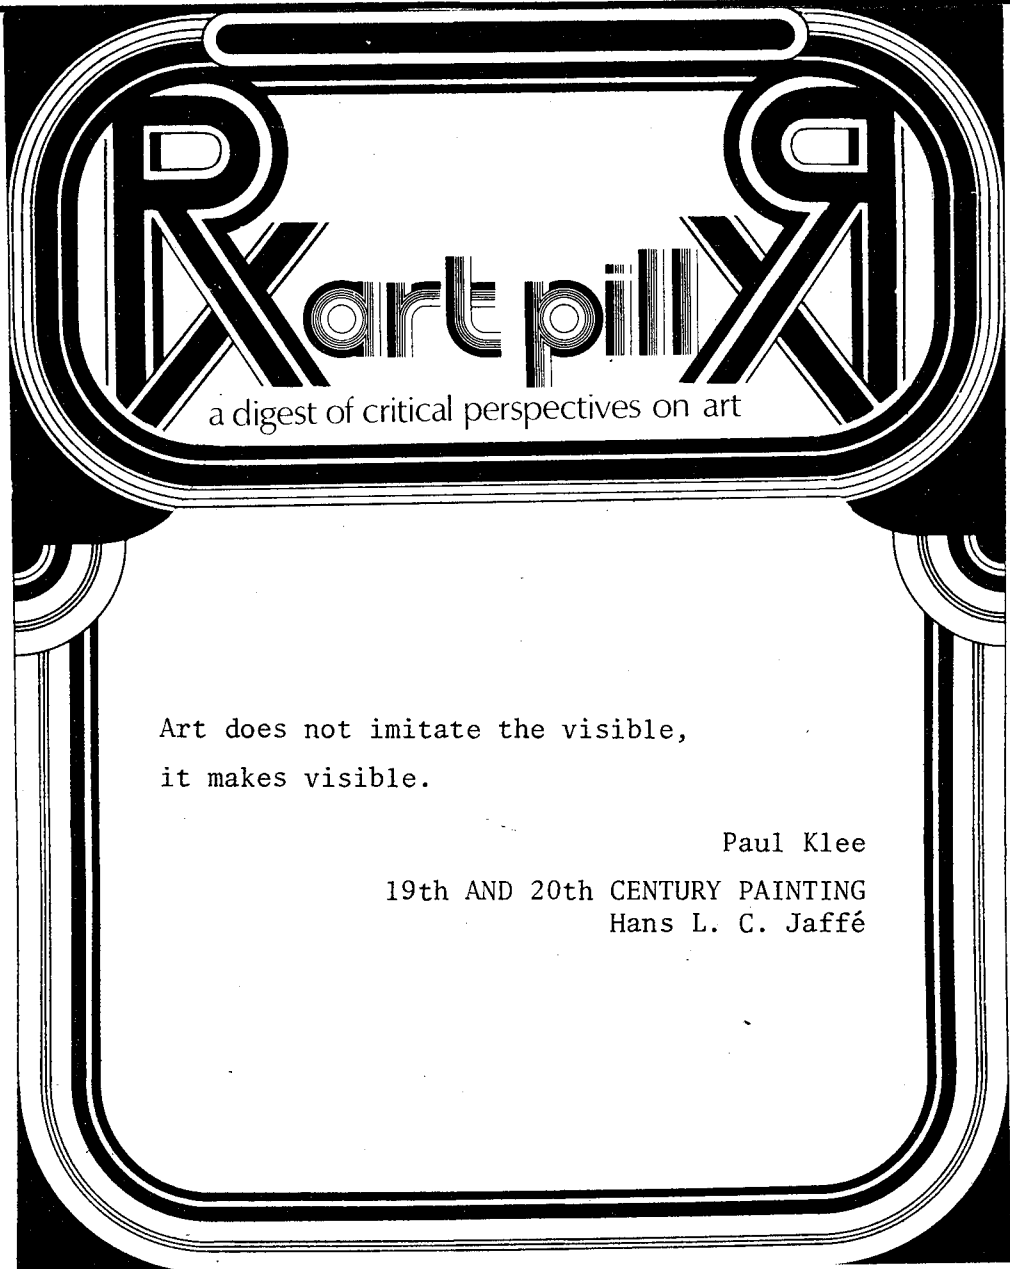 Rx art pill Rx
a digest of critical perspectives on art
Art does not imitate the visible,
it makes visible.
Paul Klee
19th AND 20th CENTURY PAINTING
Hans L. C. Jaffé